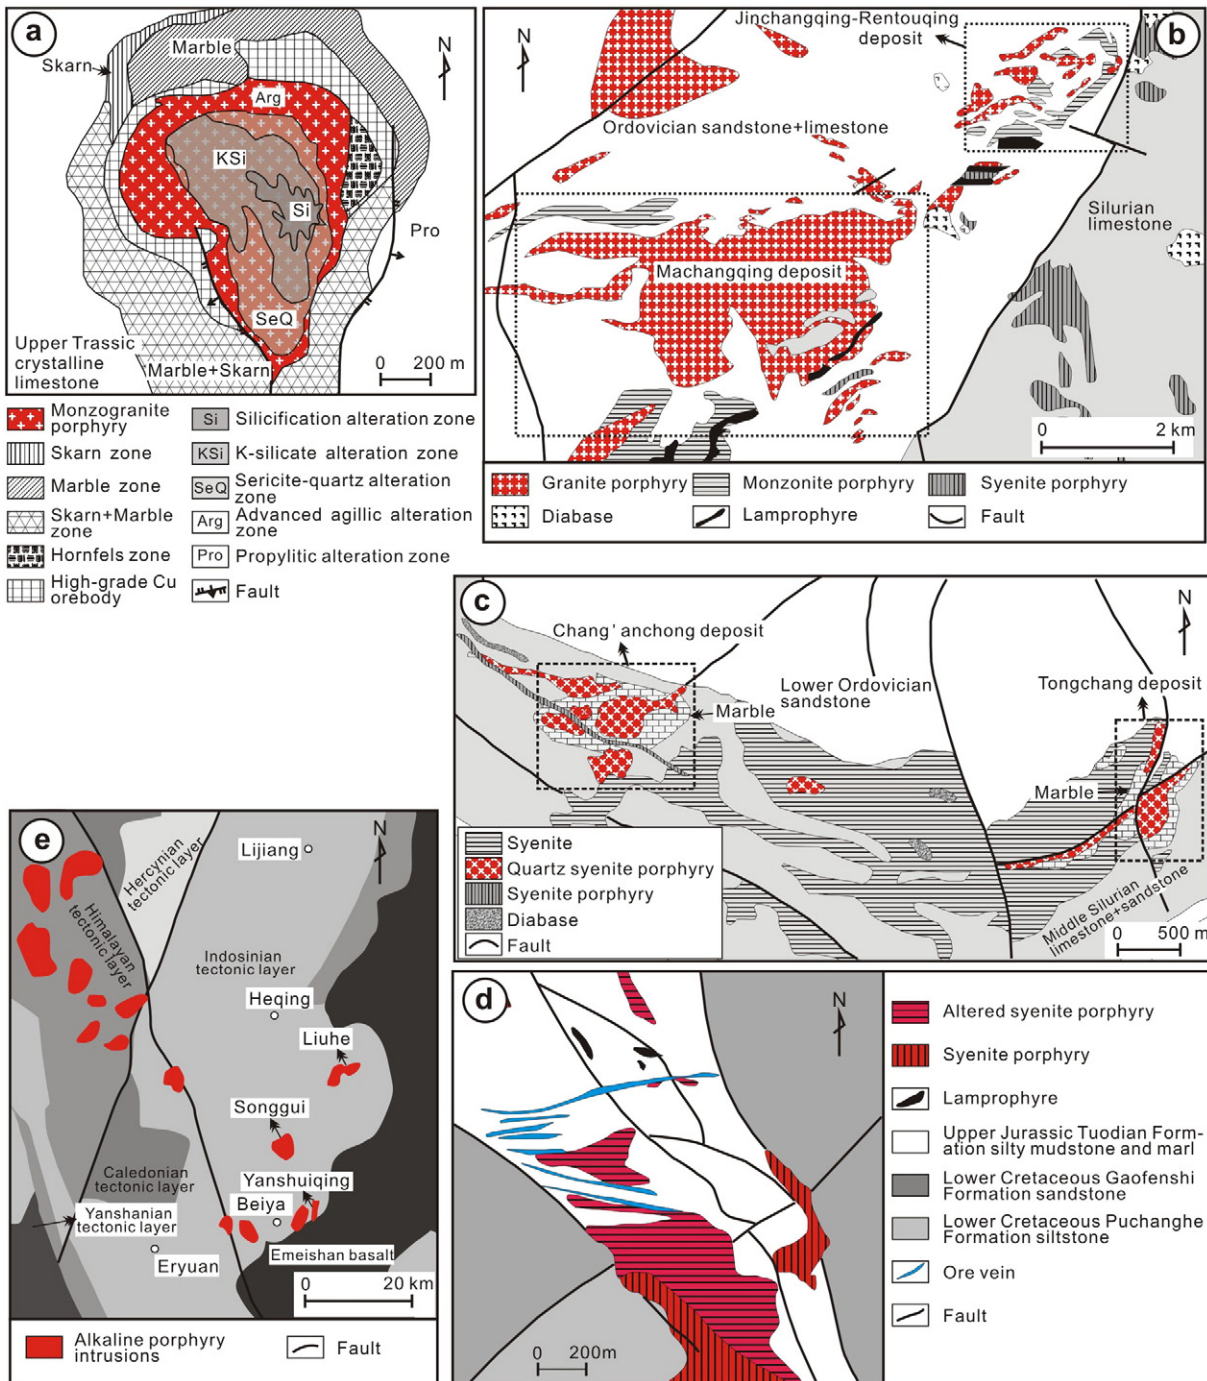 a
Marble
Skarn
N
Arg
KSi
Si
Pro
SeQ
Upper Trassic
crystalline
limestone
Marble+Skarn
0 200 m
Monzogranite
porphyry
Skarn zone
Marble zone
Skarn+Marble
zone
Hornfels zone
High-grade Cu
orebody
Si Silicification alteration zone
KSi K-silicate alteration zone
SeQ Sericite-quartz alteration
zone
Arg Advanced agillic alteration
zone
Pro Propylitic alteration zone
Fault
b
Jinchangqing-Rentouqing
deposit
N
Ordovician sandstone+limestone
Silurian
limestone
Machangqing deposit
0 2 km
Granite porphyry
Monzonite porphyry
Syenite porphyry
Diabase
Lamprophyre
Fault
c
N
Chang'anchong deposit
Lower Ordovician
sandstone
Tongchang deposit
Marble
Marble
Middle Silurian
limestone+sandstone
0 500 m
Syenite
Quartz syenite porphyry
Syenite porphyry
Diabase
Fault
d
N
0 200m
Altered syenite porphyry
Syenite porphyry
Lamprophyre
Upper Jurassic Tuodian Form-
ation silty mudstone and marl
Lower Cretaceous Gaofenshi
Formation sandstone
Lower Cretaceous Puchanghe
Formation siltstone
Ore vein
Fault
e
N
Lijiang
Hercynian
tectonic layer
Himalayan
tectonic layer
Indosinian
tectonic layer
Heqing
Liuhe
Songgui
Caledonian
tectonic layer
Yanshuiqing
Beiya
Yanshanian
tectonic layer
Eryuan
Emeishan basalt
0 20 km
Alkaline porphyry
intrusions
Fault